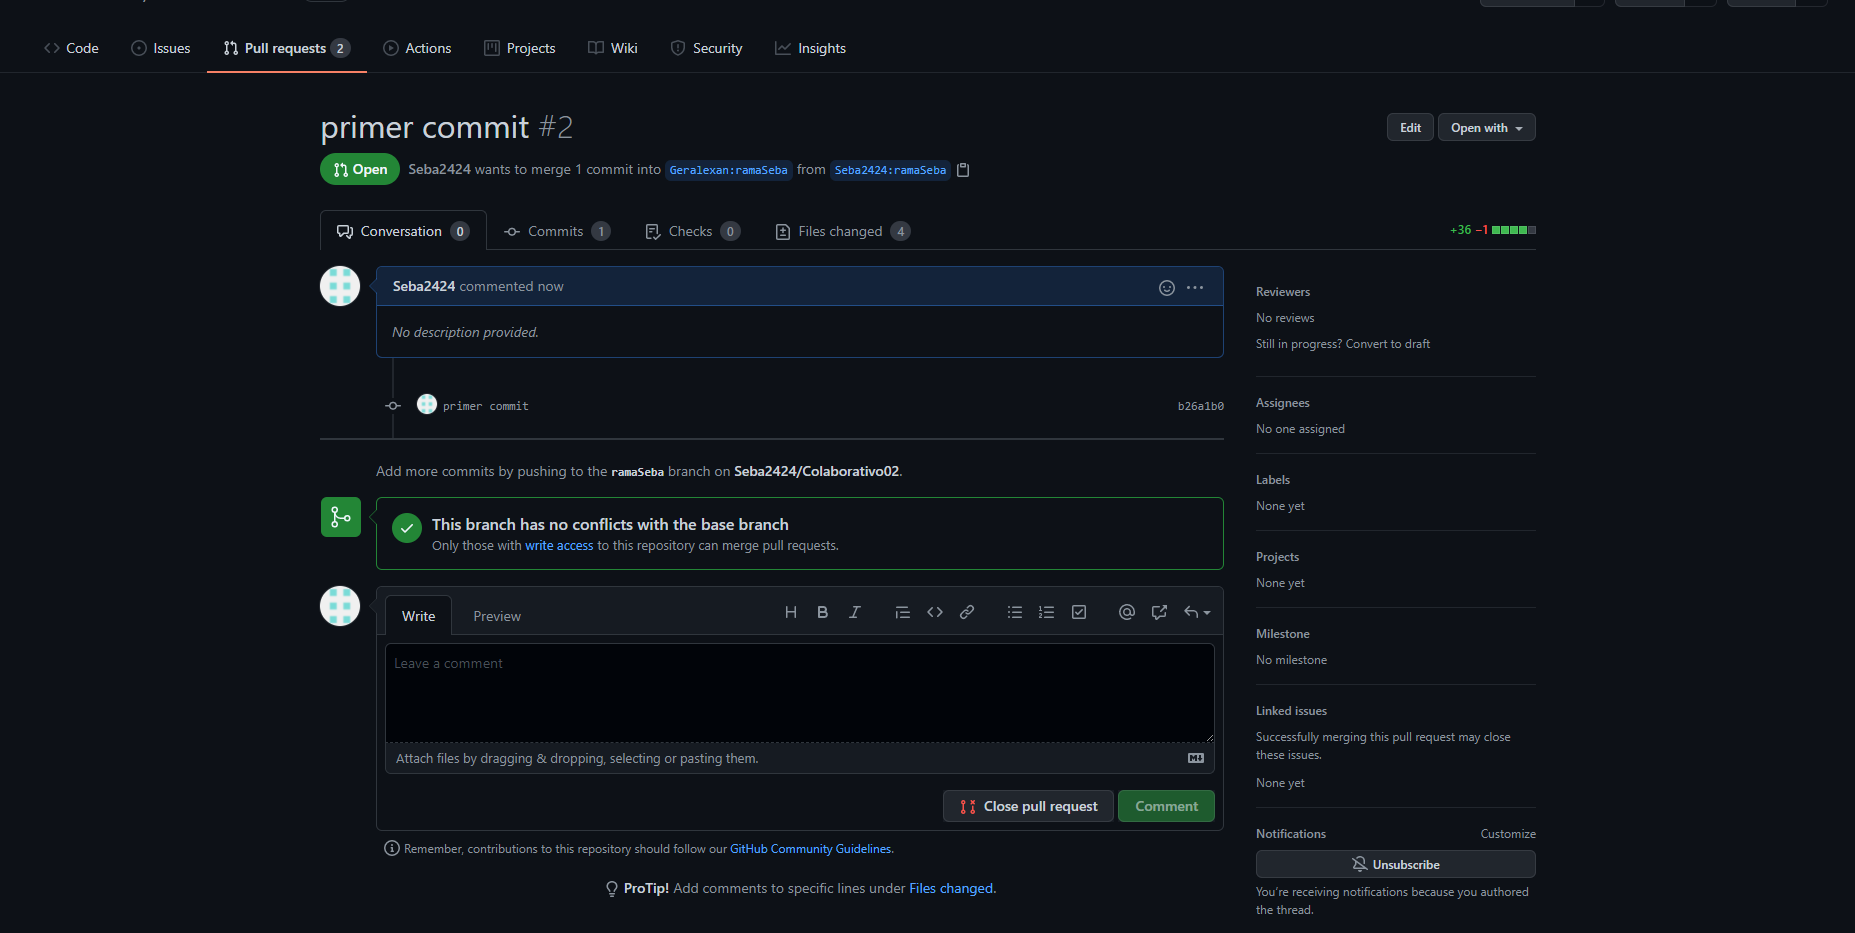 Code Issues Pull requests 2 Actions Projects Wiki Security Insights
primer commit #2
Edit Open with
Open Seba2424 wants to merge 1 commit into Geralexan:ramaSeba from Seba2424:ramaSeba
Conversation 0 Commits 1 Checks 0 Files changed 4
+36 −1
Seba2424 commented now
No description provided.
primer commit b26a1b0
Add more commits by pushing to the ramaSeba branch on Seba2424/Colaborativo02.
This branch has no conflicts with the base branch
Only those with write access to this repository can merge pull requests.
Write Preview
Leave a comment
Attach files by dragging & dropping, selecting or pasting them.
Close pull request Comment
Remember, contributions to this repository should follow our GitHub Community Guidelines.
ProTip! Add comments to specific lines under Files changed.
Reviewers
No reviews
Still in progress? Convert to draft
Assignees
No one assigned
Labels
None yet
Projects
None yet
Milestone
No milestone
Linked issues
Successfully merging this pull request may close
these issues.
None yet
Notifications Customize
Unsubscribe
You're receiving notifications because you authored
the thread.